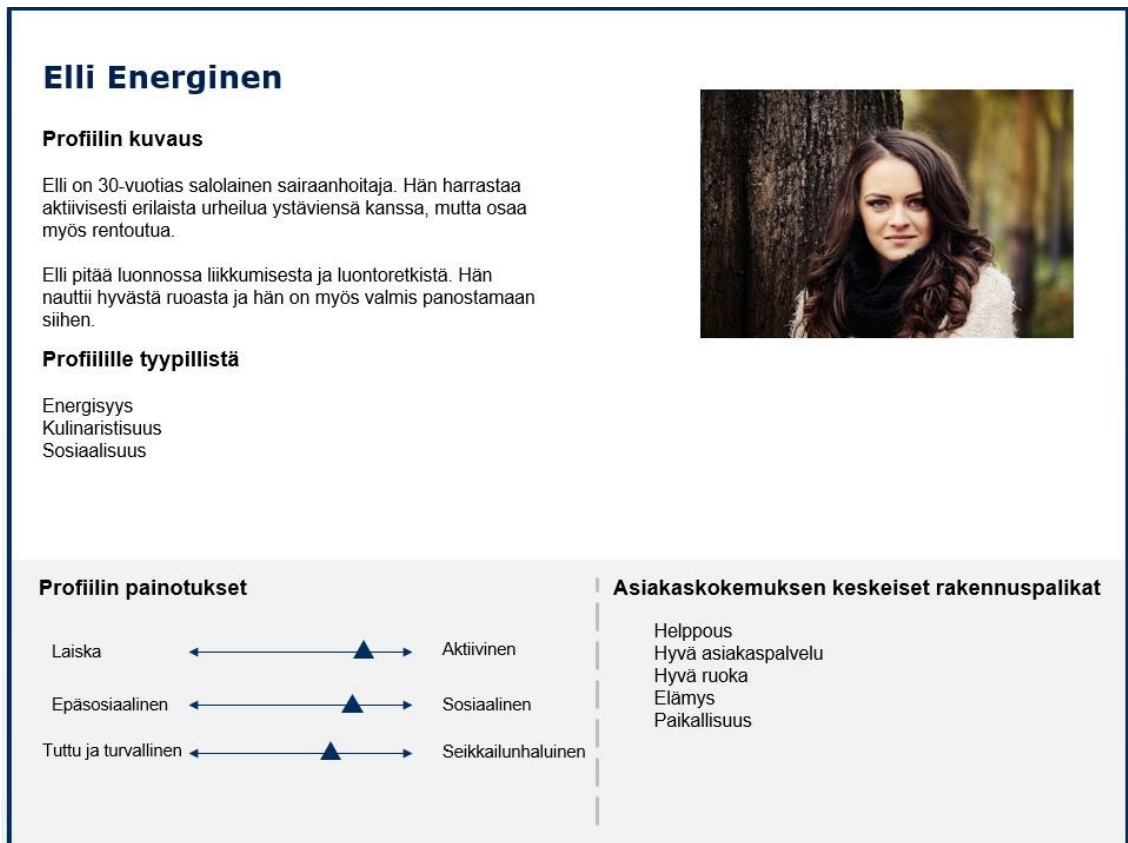 Elli Energinen
Profiilin kuvaus
Elli on 30-vuotias salolainen sairaanhoitaja. Hän harrastaa
aktiivisesti erilaista urheilua ystäviensä kanssa, mutta osaa
myös rentoutua.
Elli pitää luonnossa liikkumisesta ja luontoretkistä. Hän
nauttii hyvästä ruoasta ja hän on myös valmis panostamaan
siihen.
Profiilille tyypillistä
Energisyys
Kulinaristisuus
Sosiaalisuus
Profiilin painotukset
Laiska Aktiivinen
Epäsosiaalinen Sosiaalinen
Tuttu ja turvallinen Seikkailunhaluinen
Asiakaskokemuksen keskeiset rakennuspalikat
Helppous
Hyvä asiakaspalvelu
Hyvä ruoka
Elämys
Paikallisuus